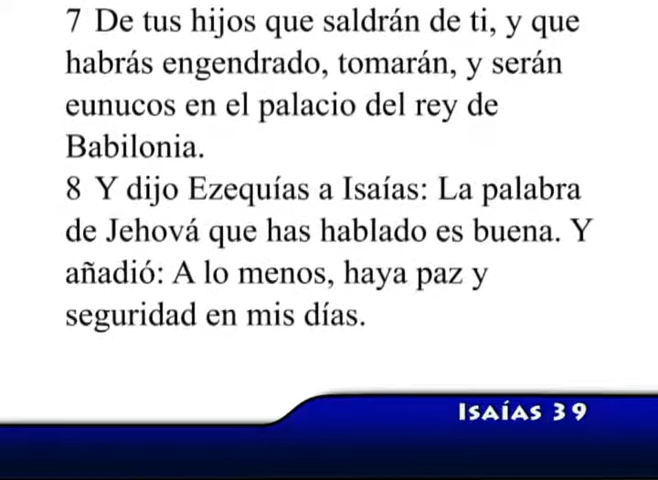 7 De tus hijos que saldrán de ti, y que
habrás engendrado, tomarán, y serán
eunucos en el palacio del rey de
Babilonia.
8 Y dijo Ezequías a Isaías: La palabra
de Jehová que has hablado es buena. Y
añadió: A lo menos, haya paz y
seguridad en mis días.
Isaías 39